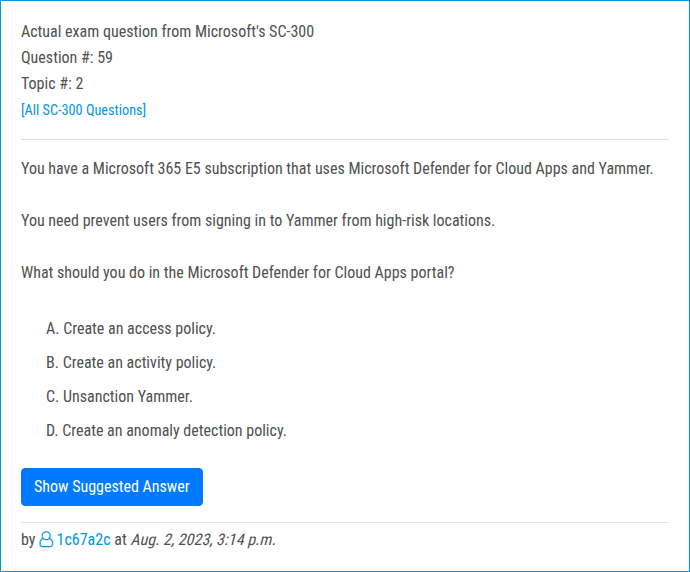 Actual exam question from Microsoft's SC-300
Question #: 59
Topic #: 2
[All SC-300 Questions]
You have a Microsoft 365 E5 subscription that uses Microsoft Defender for Cloud Apps and Yammer.
You need prevent users from signing in to Yammer from high-risk locations.
What should you do in the Microsoft Defender for Cloud Apps portal?
A. Create an access policy.
B. Create an activity policy.
C. Unsanction Yammer.
D. Create an anomaly detection policy.
Show Suggested Answer
by 1c67a2c at Aug. 2, 2023, 3:14 p.m.